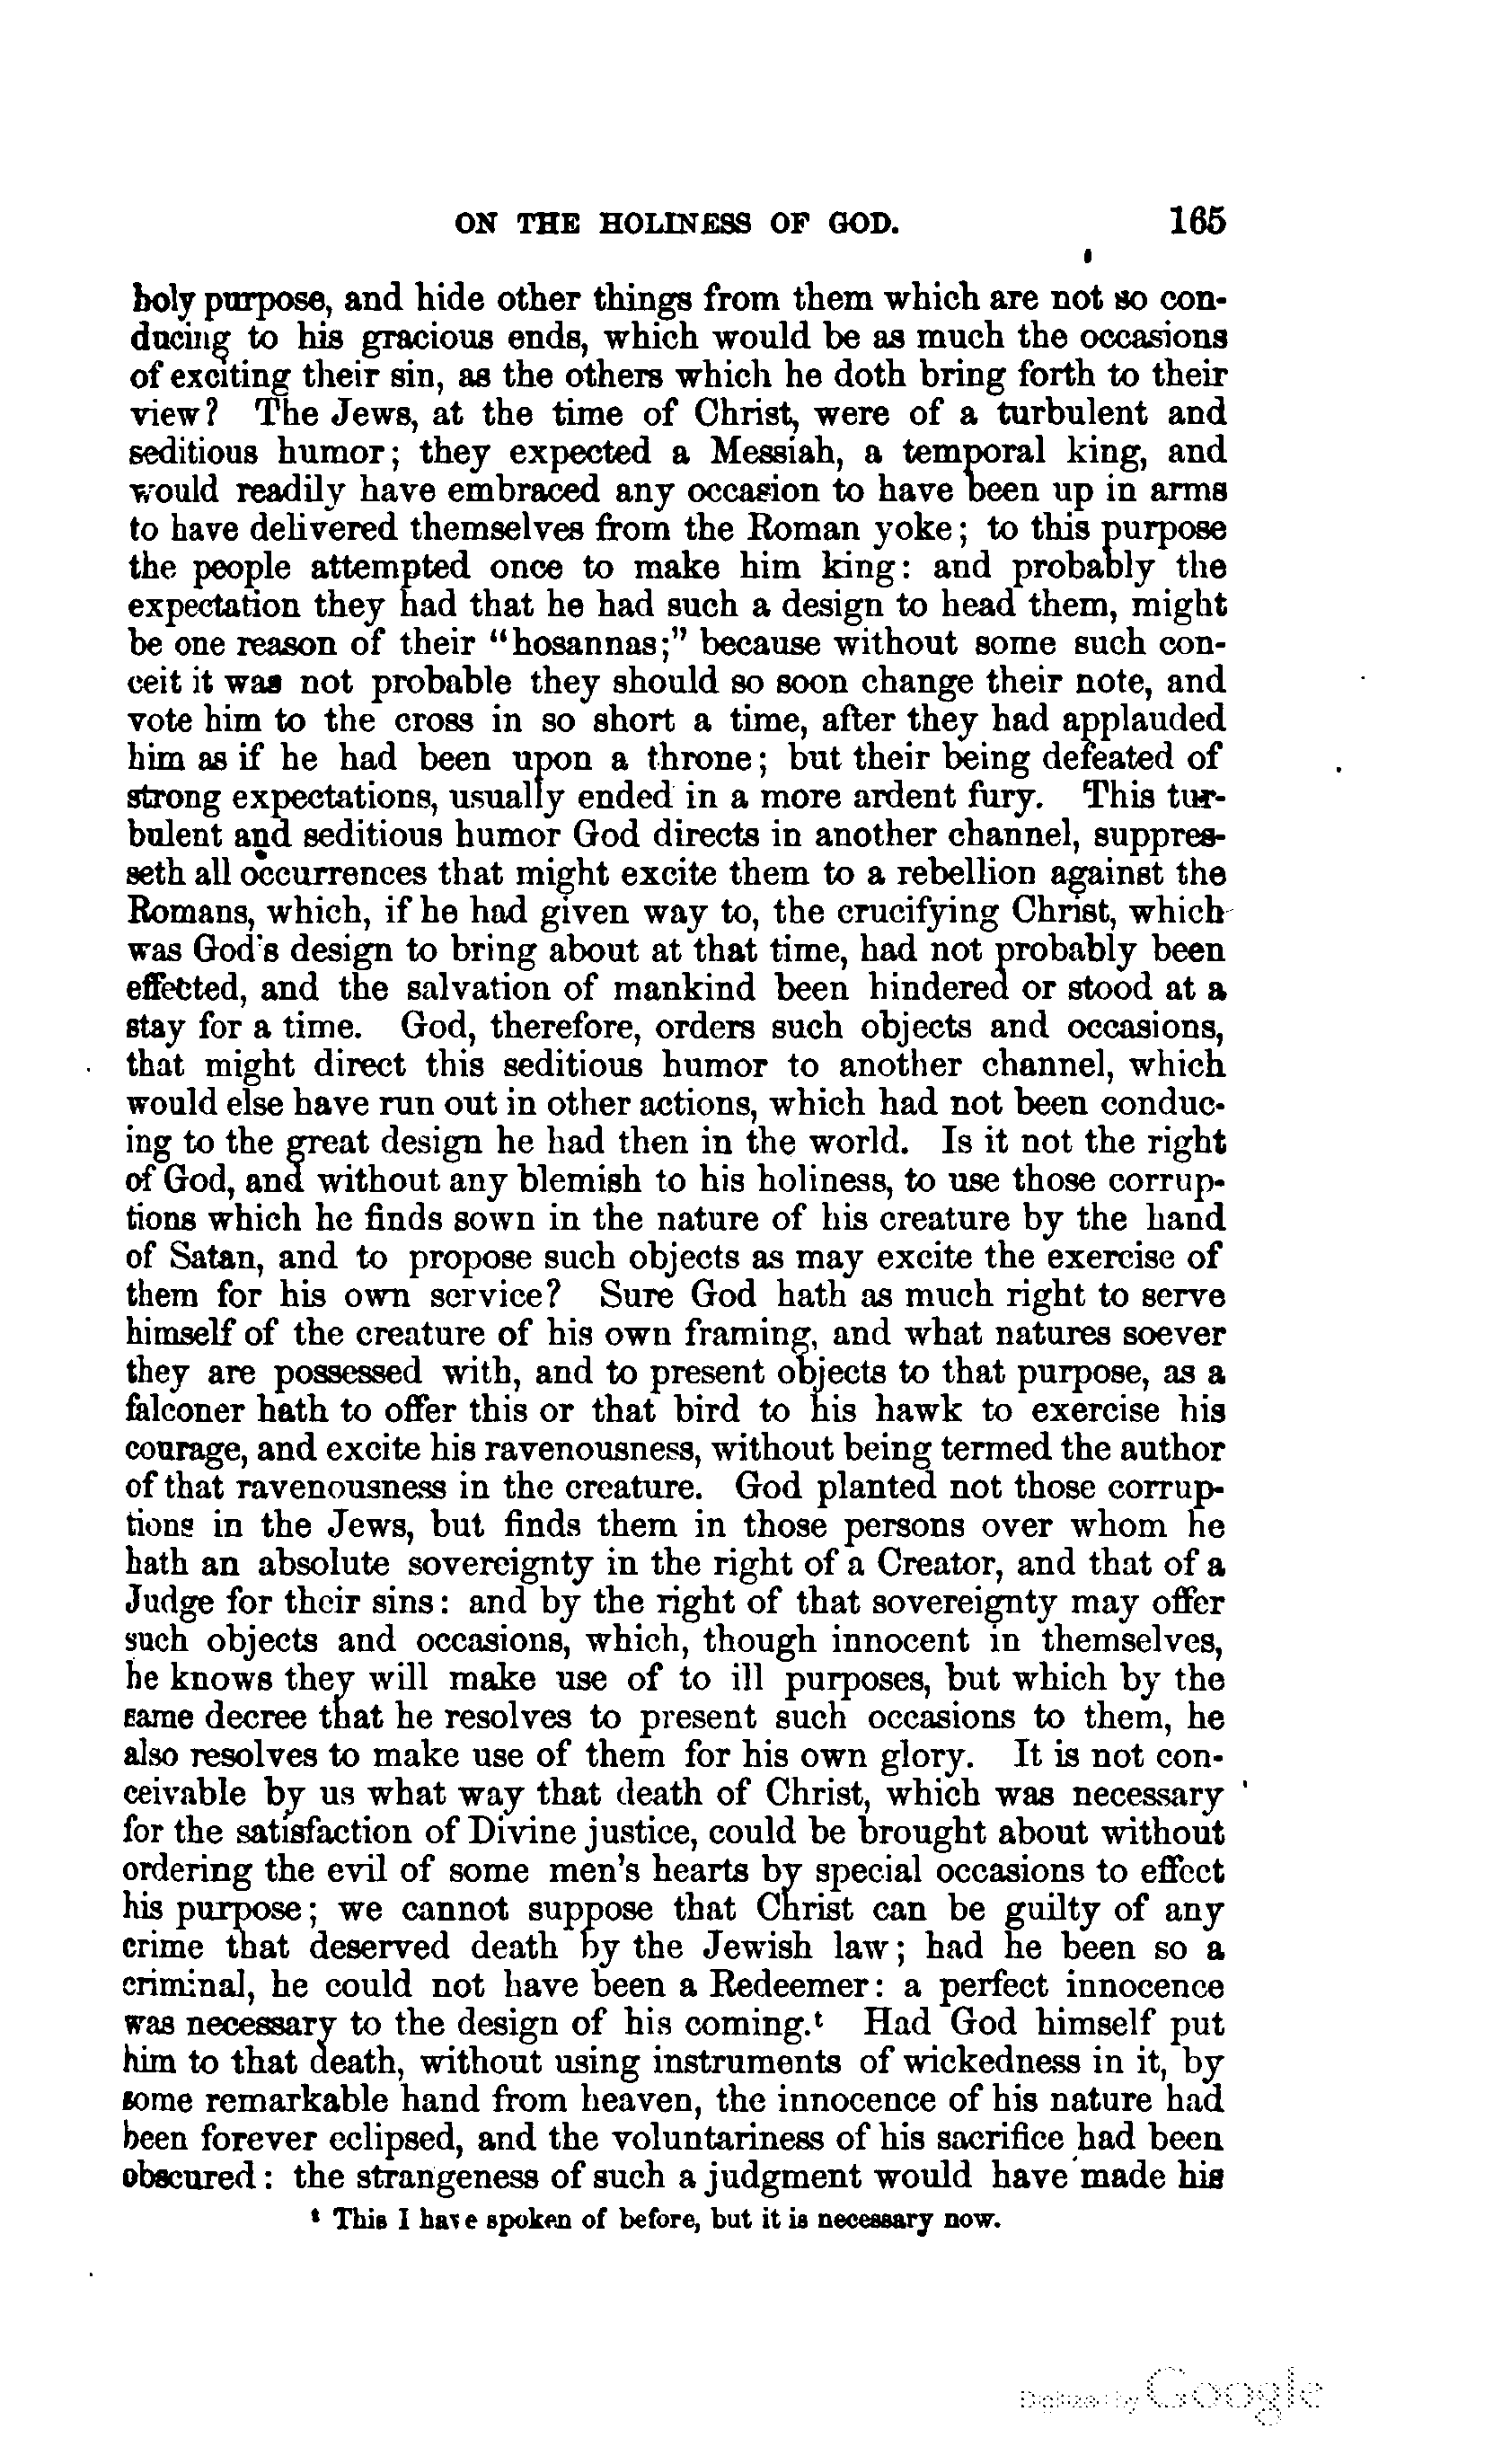 ON THE HOLINESS OF GOD. 165
holy purpose, and hide other things from them which are not so con-
ducing to his gracious ends, which would be as much the occasions
of exciting their sin, as the others which he doth bring forth to their
view? The Jews, at the time of Christ, were of a turbulent and
seditious humor; they expected a Messiah, a temporal king, and
would readily have embraced any occasion to have been up in arms
to have delivered themselves from the Roman yoke; to this purpose
the people attempted once to make him king: and probably the
expectation they had that he had such a design to head them, might
be one reason of their "hosannas;" because without some such con-
ceit it was not probable they should so soon change their note, and
vote him to the cross in so short a time, after they had applauded
him as if he had been upon a throne; but their being defeated of
strong expectations, usually ended in a more ardent fury. This tur-
bulent and seditious humor God directs in another channel, suppres-
seth all occurrences that might excite them to a rebellion against the
Romans, which, if he had given way to, the crucifying Christ, which
was God's design to bring about at that time, had not probably been
effected, and the salvation of mankind been hindered or stood at a
stay for a time. God, therefore, orders such objects and occasions,
that might direct this seditious humor to another channel, which
would else have run out in other actions, which had not been conduc-
ing to the great design he had then in the world. Is it not the right
of God, and without any blemish to his holiness, to use those corrup-
tions which he finds sown in the nature of his creature by the hand
of Satan, and to propose such objects as may excite the exercise of
them for his own service? Sure God hath as much right to serve
himself of the creature of his own framing, and what natures soever
they are possessed with, and to present objects to that purpose, as a
falconer hath to offer this or that bird to his hawk to exercise his
courage, and excite his ravenousness, without being termed the author
of that ravenousness in the creature. God planted not those corrup-
tions in the Jews, but finds them in those persons over whom he
hath an absolute sovereignty in the right of a Creator, and that of a
Judge for their sins: and by the right of that sovereignty may offer
such objects and occasions, which, though innocent in themselves,
he knows they will make use of to ill purposes, but which by the
same decree that he resolves to present such occasions to them, he
also resolves to make use of them for his own glory. It is not con-
ceivable by us what way that death of Christ, which was necessary
for the satisfaction of Divine justice, could be brought about without
ordering the evil of some men's hearts by special occasions to effect
his purpose; we cannot suppose that Christ can be guilty of any
crime that deserved death by the Jewish law; had he been so a
criminal, he could not have been a Redeemer: a perfect innocence
was necessary to the design of his coming.ᵗ Had God himself put
him to that death, without using instruments of wickedness in it, by
some remarkable hand from heaven, the innocence of his nature had
been forever eclipsed, and the voluntariness of his sacrifice had been
obscured: the strangeness of such a judgment would have made his
ᵗ This I have spoken of before, but it is necessary now.
Digitized by Google